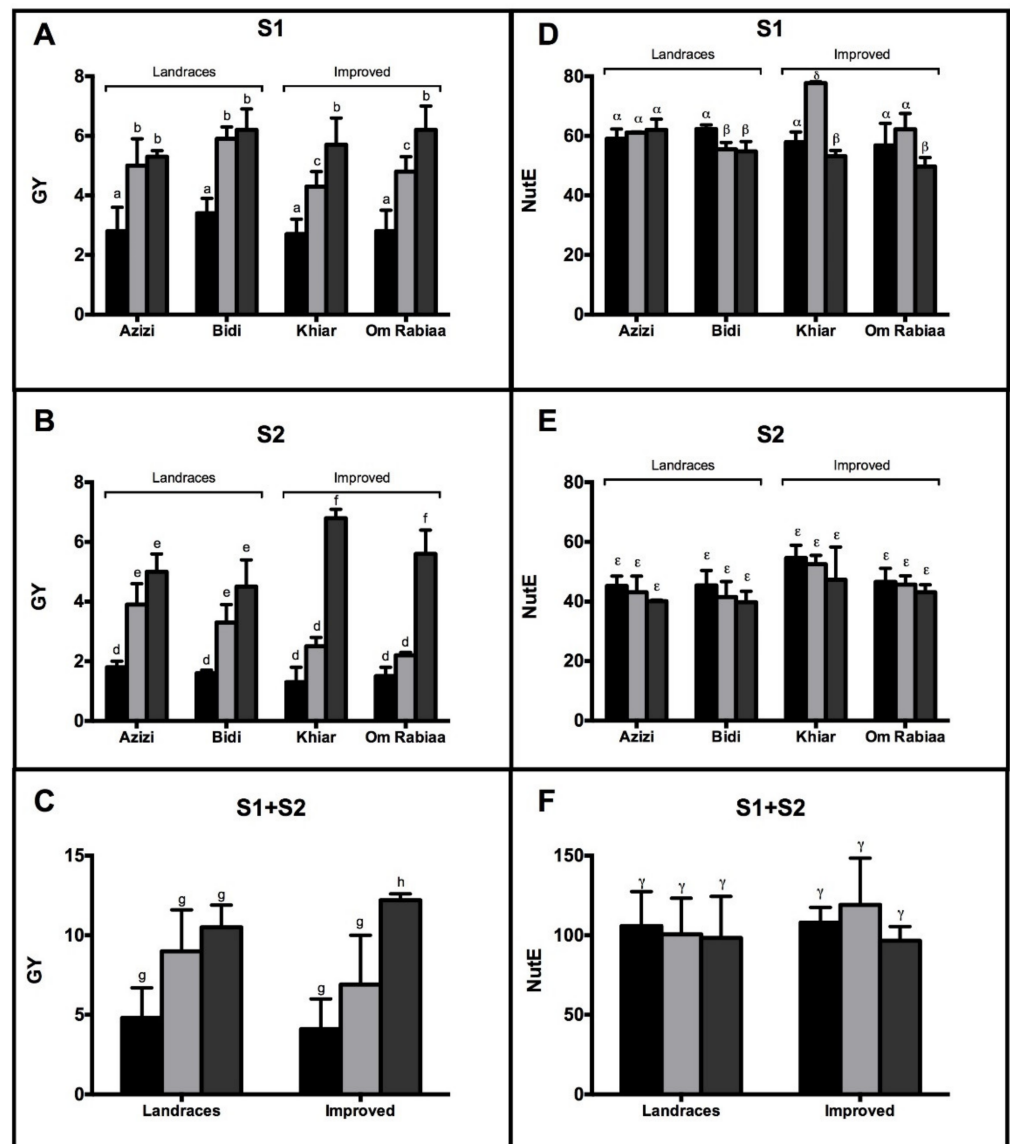 A
S1
Landraces
Improved
GY
8
6
4
2
0
a
b
b
a
b
b
a
c
b
a
c
b
Azizi
Bidi
Khiar
Om Rabiaa
D
S1
Landraces
Improved
NutE
80
60
40
20
0
α
α
α
α
β
β
α
δ
β
α
α
β
Azizi
Bidi
Khiar
Om Rabiaa
B
S2
Landraces
Improved
GY
8
6
4
2
0
d
e
e
d
e
e
d
d
f
d
d
f
Azizi
Bidi
Khiar
Om Rabiaa
E
S2
Landraces
Improved
NutE
80
60
40
20
0
ε
ε
ε
ε
ε
ε
ε
ε
ε
ε
ε
ε
Azizi
Bidi
Khiar
Om Rabiaa
C
S1+S2
GY
15
10
5
0
g
g
g
g
g
h
Landraces
Improved
F
S1+S2
NutE
150
100
50
0
γ
γ
γ
γ
γ
γ
Landraces
Improved